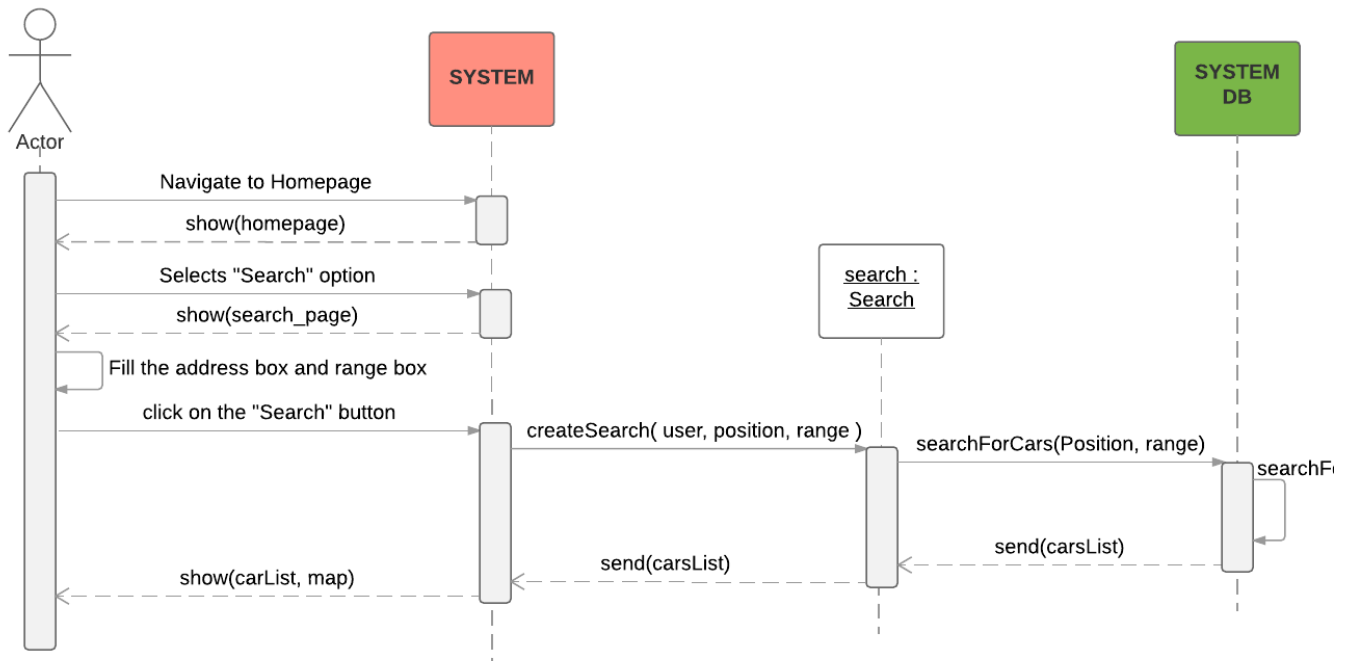 SYSTEM
SYSTEM
DB
Actor
Navigate to Homepage
show(homepage)
Selects "Search" option
search :
Search
show(search_page)
Fill the address box and range box
click on the "Search" button
createSearch( user, position, range )
searchForCars(Position, range)
send(carsList)
send(carsList)
show(carList, map)